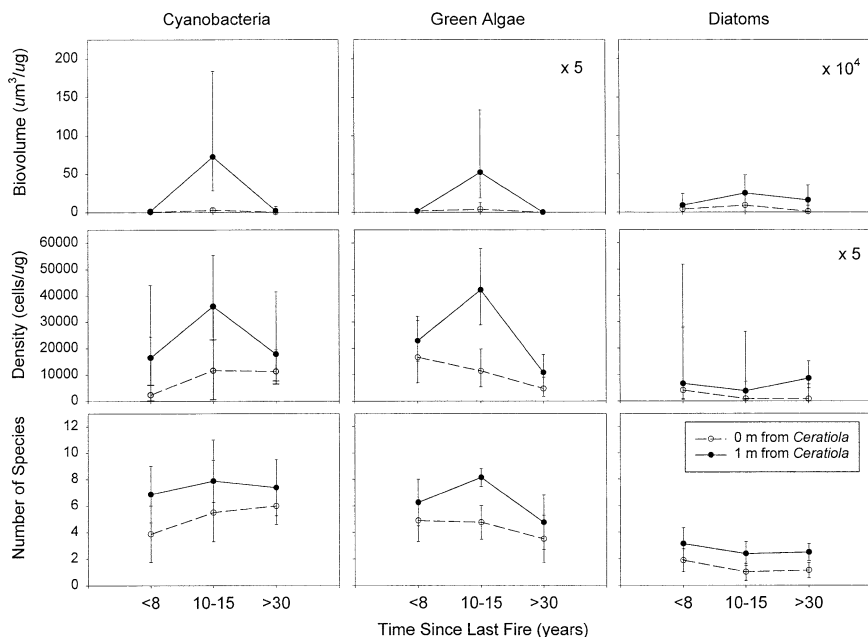 Cyanobacteria
Green Algae
Diatoms
Biovolume (um³/ug)
200
150
100
50
0
x 5
x 10⁴
Density (cells/ug)
60000
50000
40000
30000
20000
10000
0
x 5
Number of Species
12
10
8
6
4
2
0
0 m from Ceratiola
1 m from Ceratiola
<8 10-15 >30
<8 10-15 >30
<8 10-15 >30
Time Since Last Fire (years)